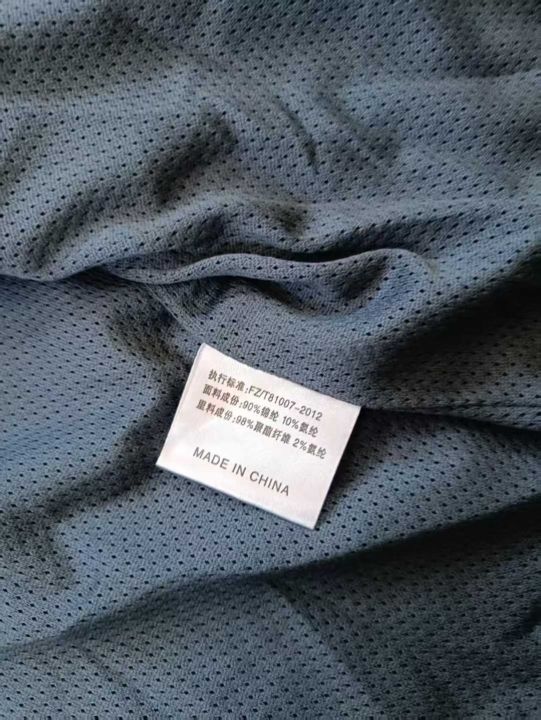 执行标准:FZ/T81007-2012
面料成份:90%锦纶 10%氨纶
里料成份:98%聚酯纤维 2%氨纶
MADE IN CHINA